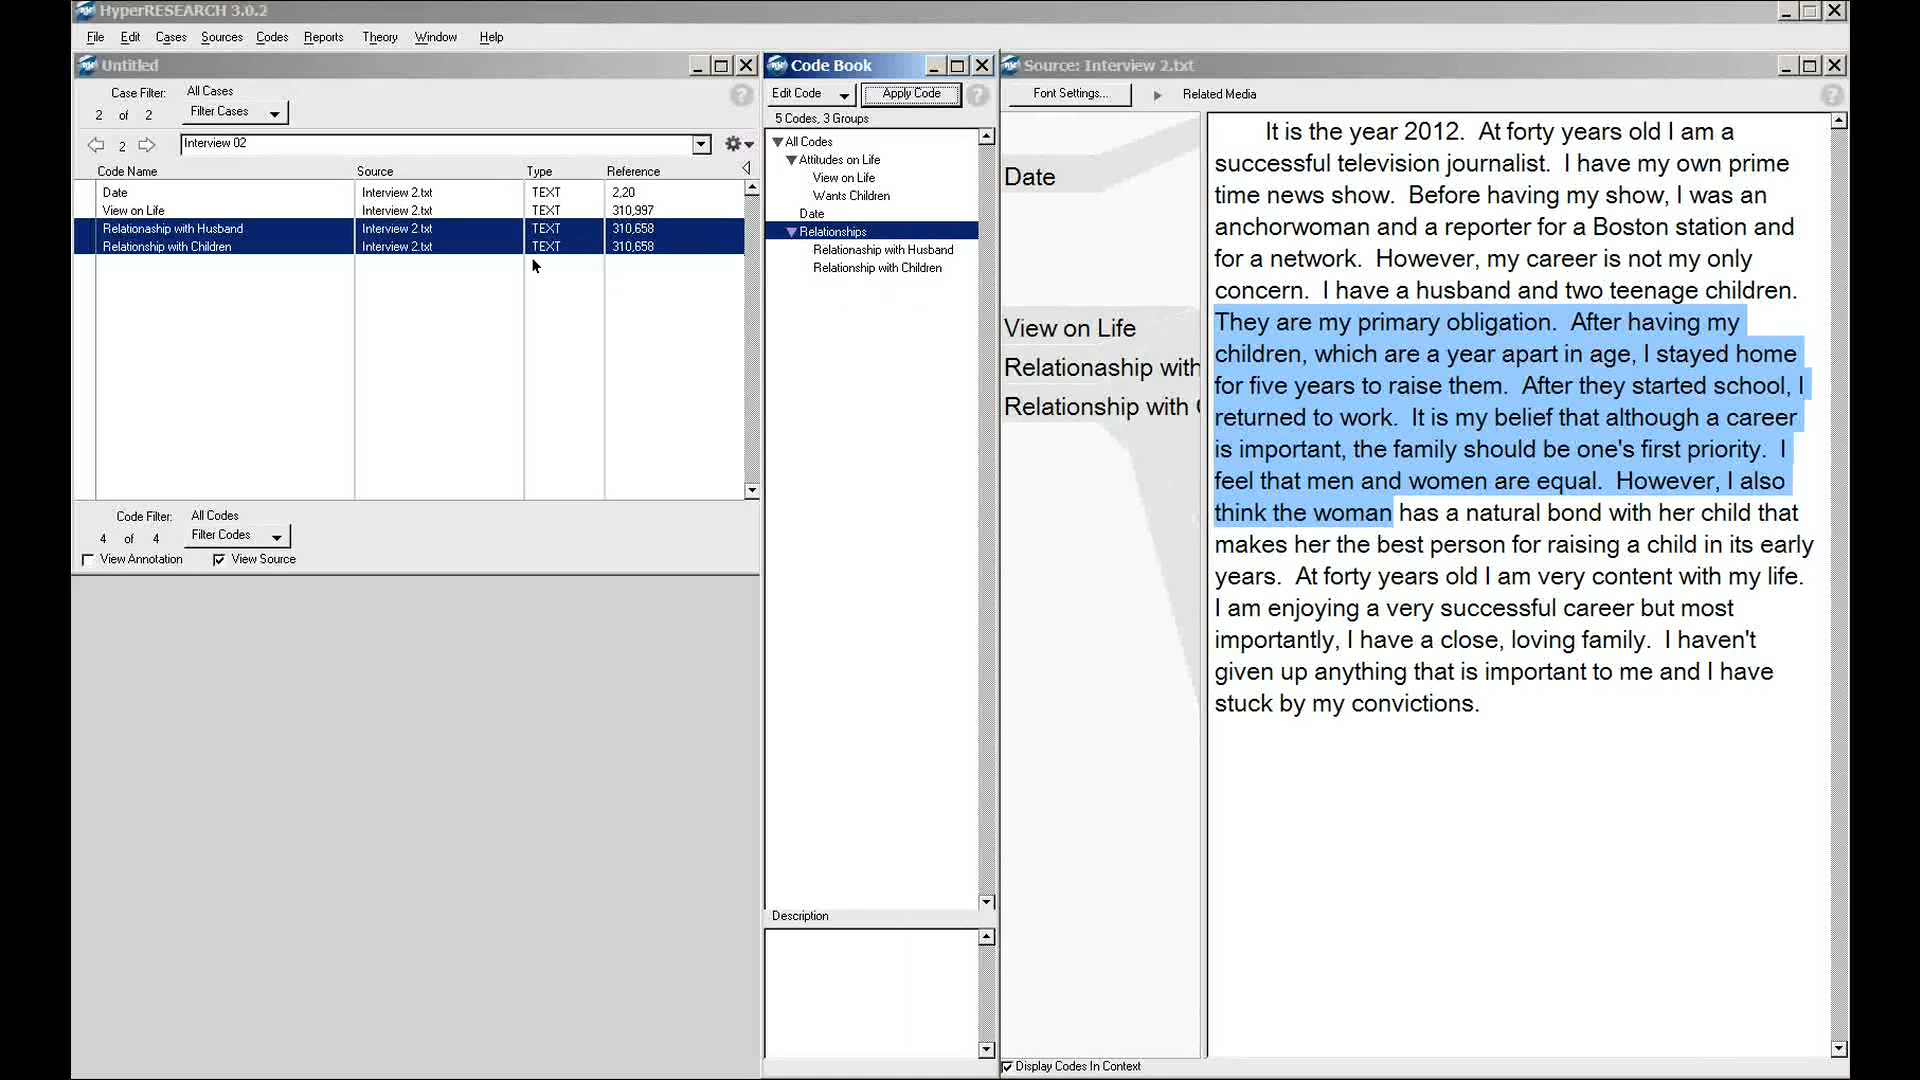 HyperRESEARCH 3.0.2
File Edit Cases Sources Codes Reports Theory Window Help
Untitled
Case Filter: All Cases
2 of 2 Filter Cases
2 Interview 02
Code Name Source Type Reference
Date Interview 2.txt TEXT 2,20
View on Life Interview 2.txt TEXT 310,997
Relationaship with Husband Interview 2.txt TEXT 310,658
Relationship with Children Interview 2.txt TEXT 310,658
Code Filter: All Codes
4 of 4 Filter Codes
View Annotation View Source
Code Book
Edit Code Apply Code
5 Codes, 3 Groups
All Codes
Attitudes on Life
View on Life
Wants Children
Date
Relationships
Relationaship with Husband
Relationship with Children
Description
Source: Interview 2.txt
Font Settings... Related Media
Date
View on Life
Relationaship with
Relationship with
It is the year 2012. At forty years old I am a
successful television journalist. I have my own prime
time news show. Before having my show, I was an
anchorwoman and a reporter for a Boston station and
for a network. However, my career is not my only
concern. I have a husband and two teenage children.
They are my primary obligation. After having my
children, which are a year apart in age, I stayed home
for five years to raise them. After they started school, I
returned to work. It is my belief that although a career
is important, the family should be one's first priority. I
feel that men and women are equal. However, I also
think the woman has a natural bond with her child that
makes her the best person for raising a child in its early
years. At forty years old I am very content with my life.
I am enjoying a very successful career but most
importantly, I have a close, loving family. I haven't
given up anything that is important to me and I have
stuck by my convictions.
Display Codes In Context